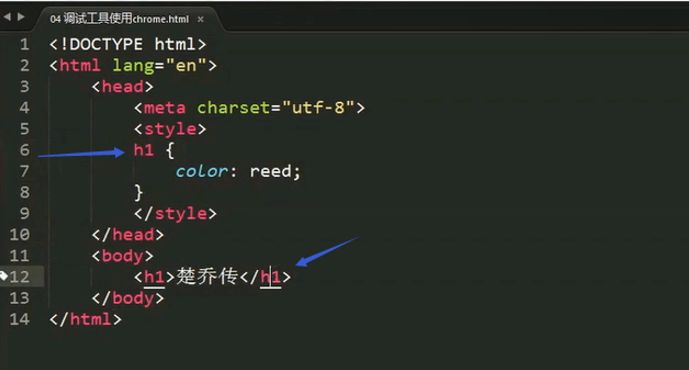 04 调试工具使用chrome.html ×
1 <!DOCTYPE html>
2 <html lang="en">
3 <head>
4 <meta charset="utf-8">
5 <style>
6 h1 {
7 color: reed;
8 }
9 </style>
10 </head>
11 <body>
12 <h1>楚乔传</h1>
13 </body>
14 </html>